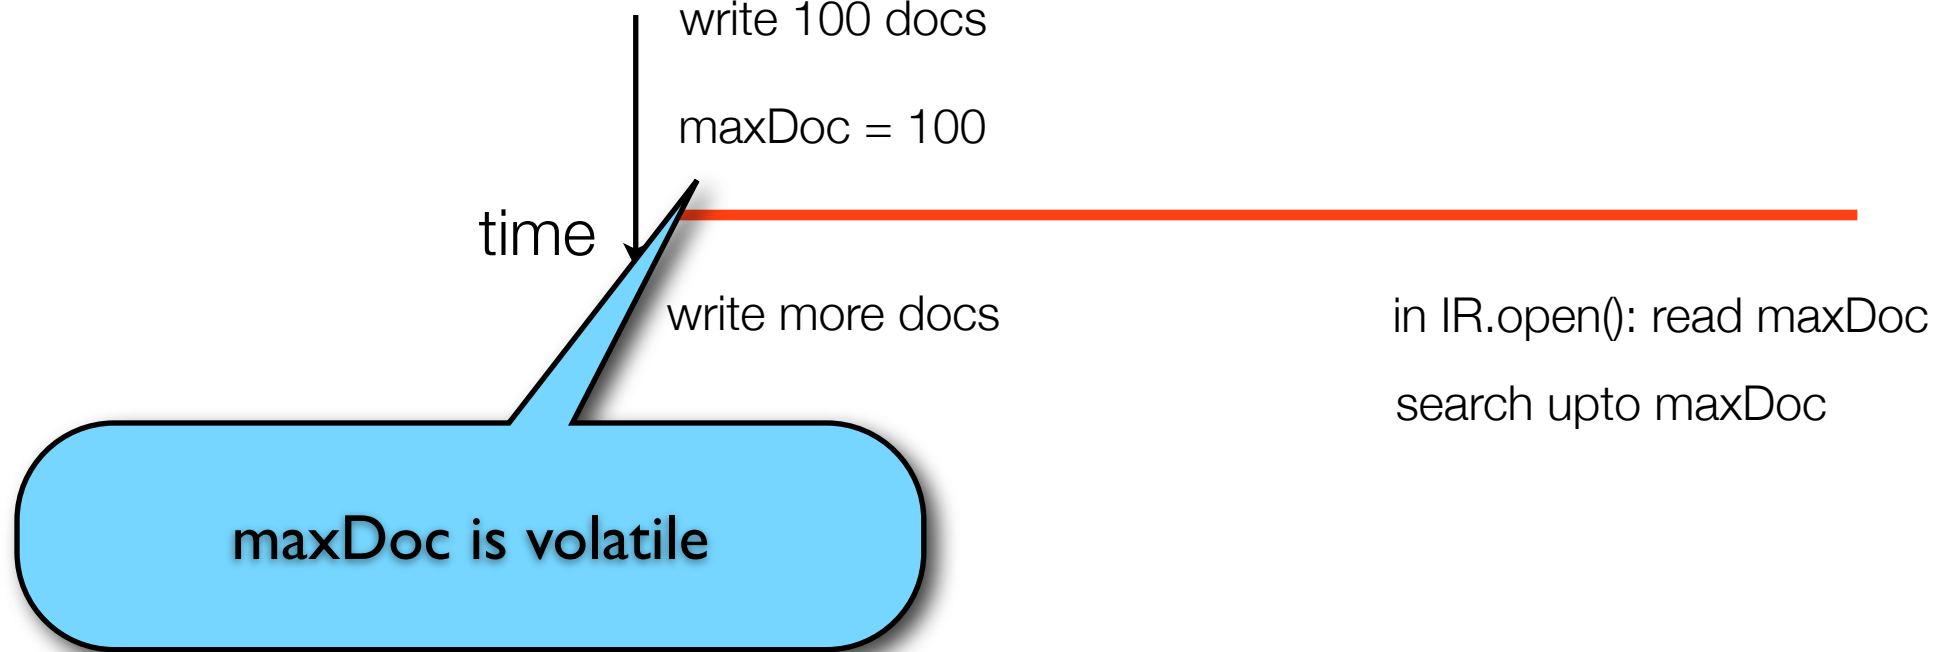 write 100 docs
maxDoc = 100
time
write more docs
in IR.open(): read maxDoc
search upto maxDoc
maxDoc is volatile